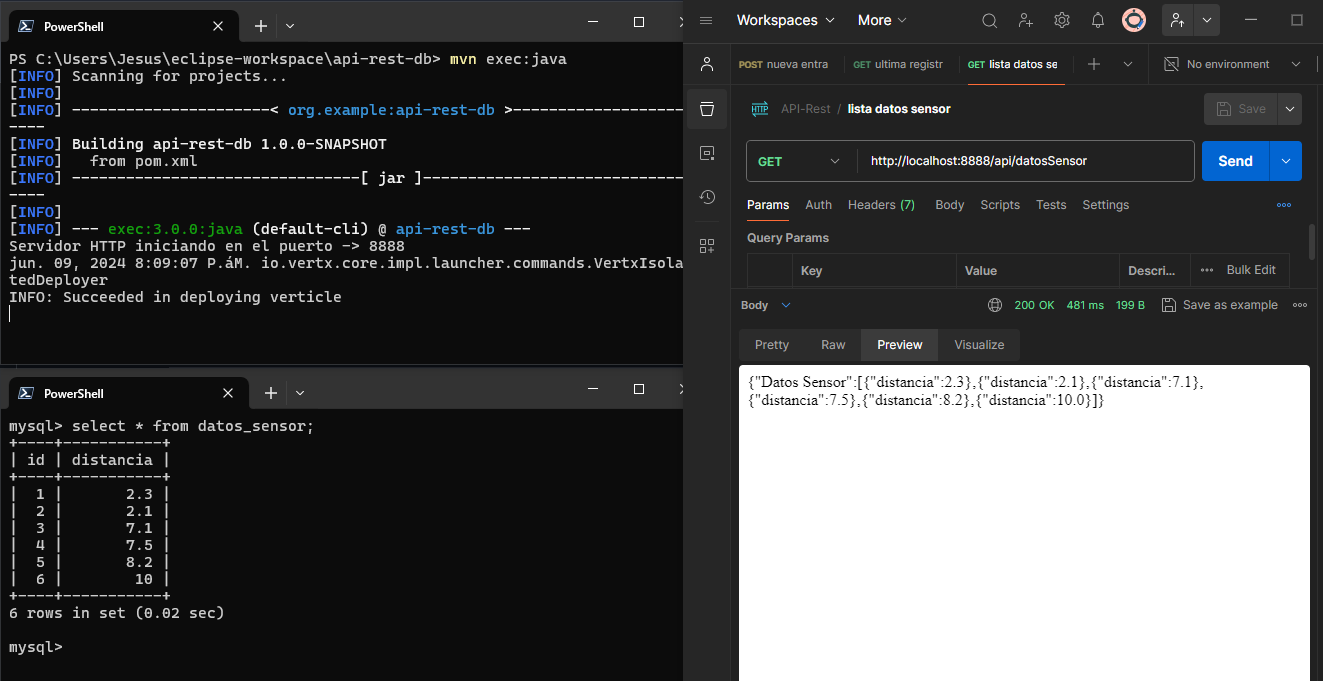 PowerShell
PS C:\Users\Jesus\eclipse-workspace\api-rest-db> mvn exec:java
[INFO] Scanning for projects...
[INFO]
[INFO] ----------------------< org.example:api-rest-db >-------------------
----
[INFO] Building api-rest-db 1.0.0-SNAPSHOT
[INFO]   from pom.xml
[INFO] --------------------------------[ jar ]-----------------------------
----
[INFO]
[INFO] --- exec:3.0.0:java (default-cli) @ api-rest-db ---
Servidor HTTP iniciando en el puerto -> 8888
jun. 09, 2024 8:09:07 P.áM. io.vertx.core.impl.launcher.commands.VertxIsola
tedDeployer
INFO: Succeeded in deploying verticle
PowerShell
mysql> select * from datos_sensor;
+----+-----------+
| id | distancia |
+----+-----------+
|  1 |       2.3 |
|  2 |       2.1 |
|  3 |       7.1 |
|  4 |       7.5 |
|  5 |       8.2 |
|  6 |        10 |
+----+-----------+
6 rows in set (0.02 sec)
mysql>
Workspaces More
POST nueva entra GET ultima registr GET lista datos se No environment
HTTP API-Rest / lista datos sensor Save
GET http://localhost:8888/api/datosSensor Send
Params Auth Headers (7) Body Scripts Tests Settings
Query Params
Key Value Descri... Bulk Edit
Body 200 OK 481 ms 199 B Save as example
Pretty Raw Preview Visualize
{"Datos Sensor":[{"distancia":2.3},{"distancia":2.1},{"distancia":7.1},
{"distancia":7.5},{"distancia":8.2},{"distancia":10.0}]}